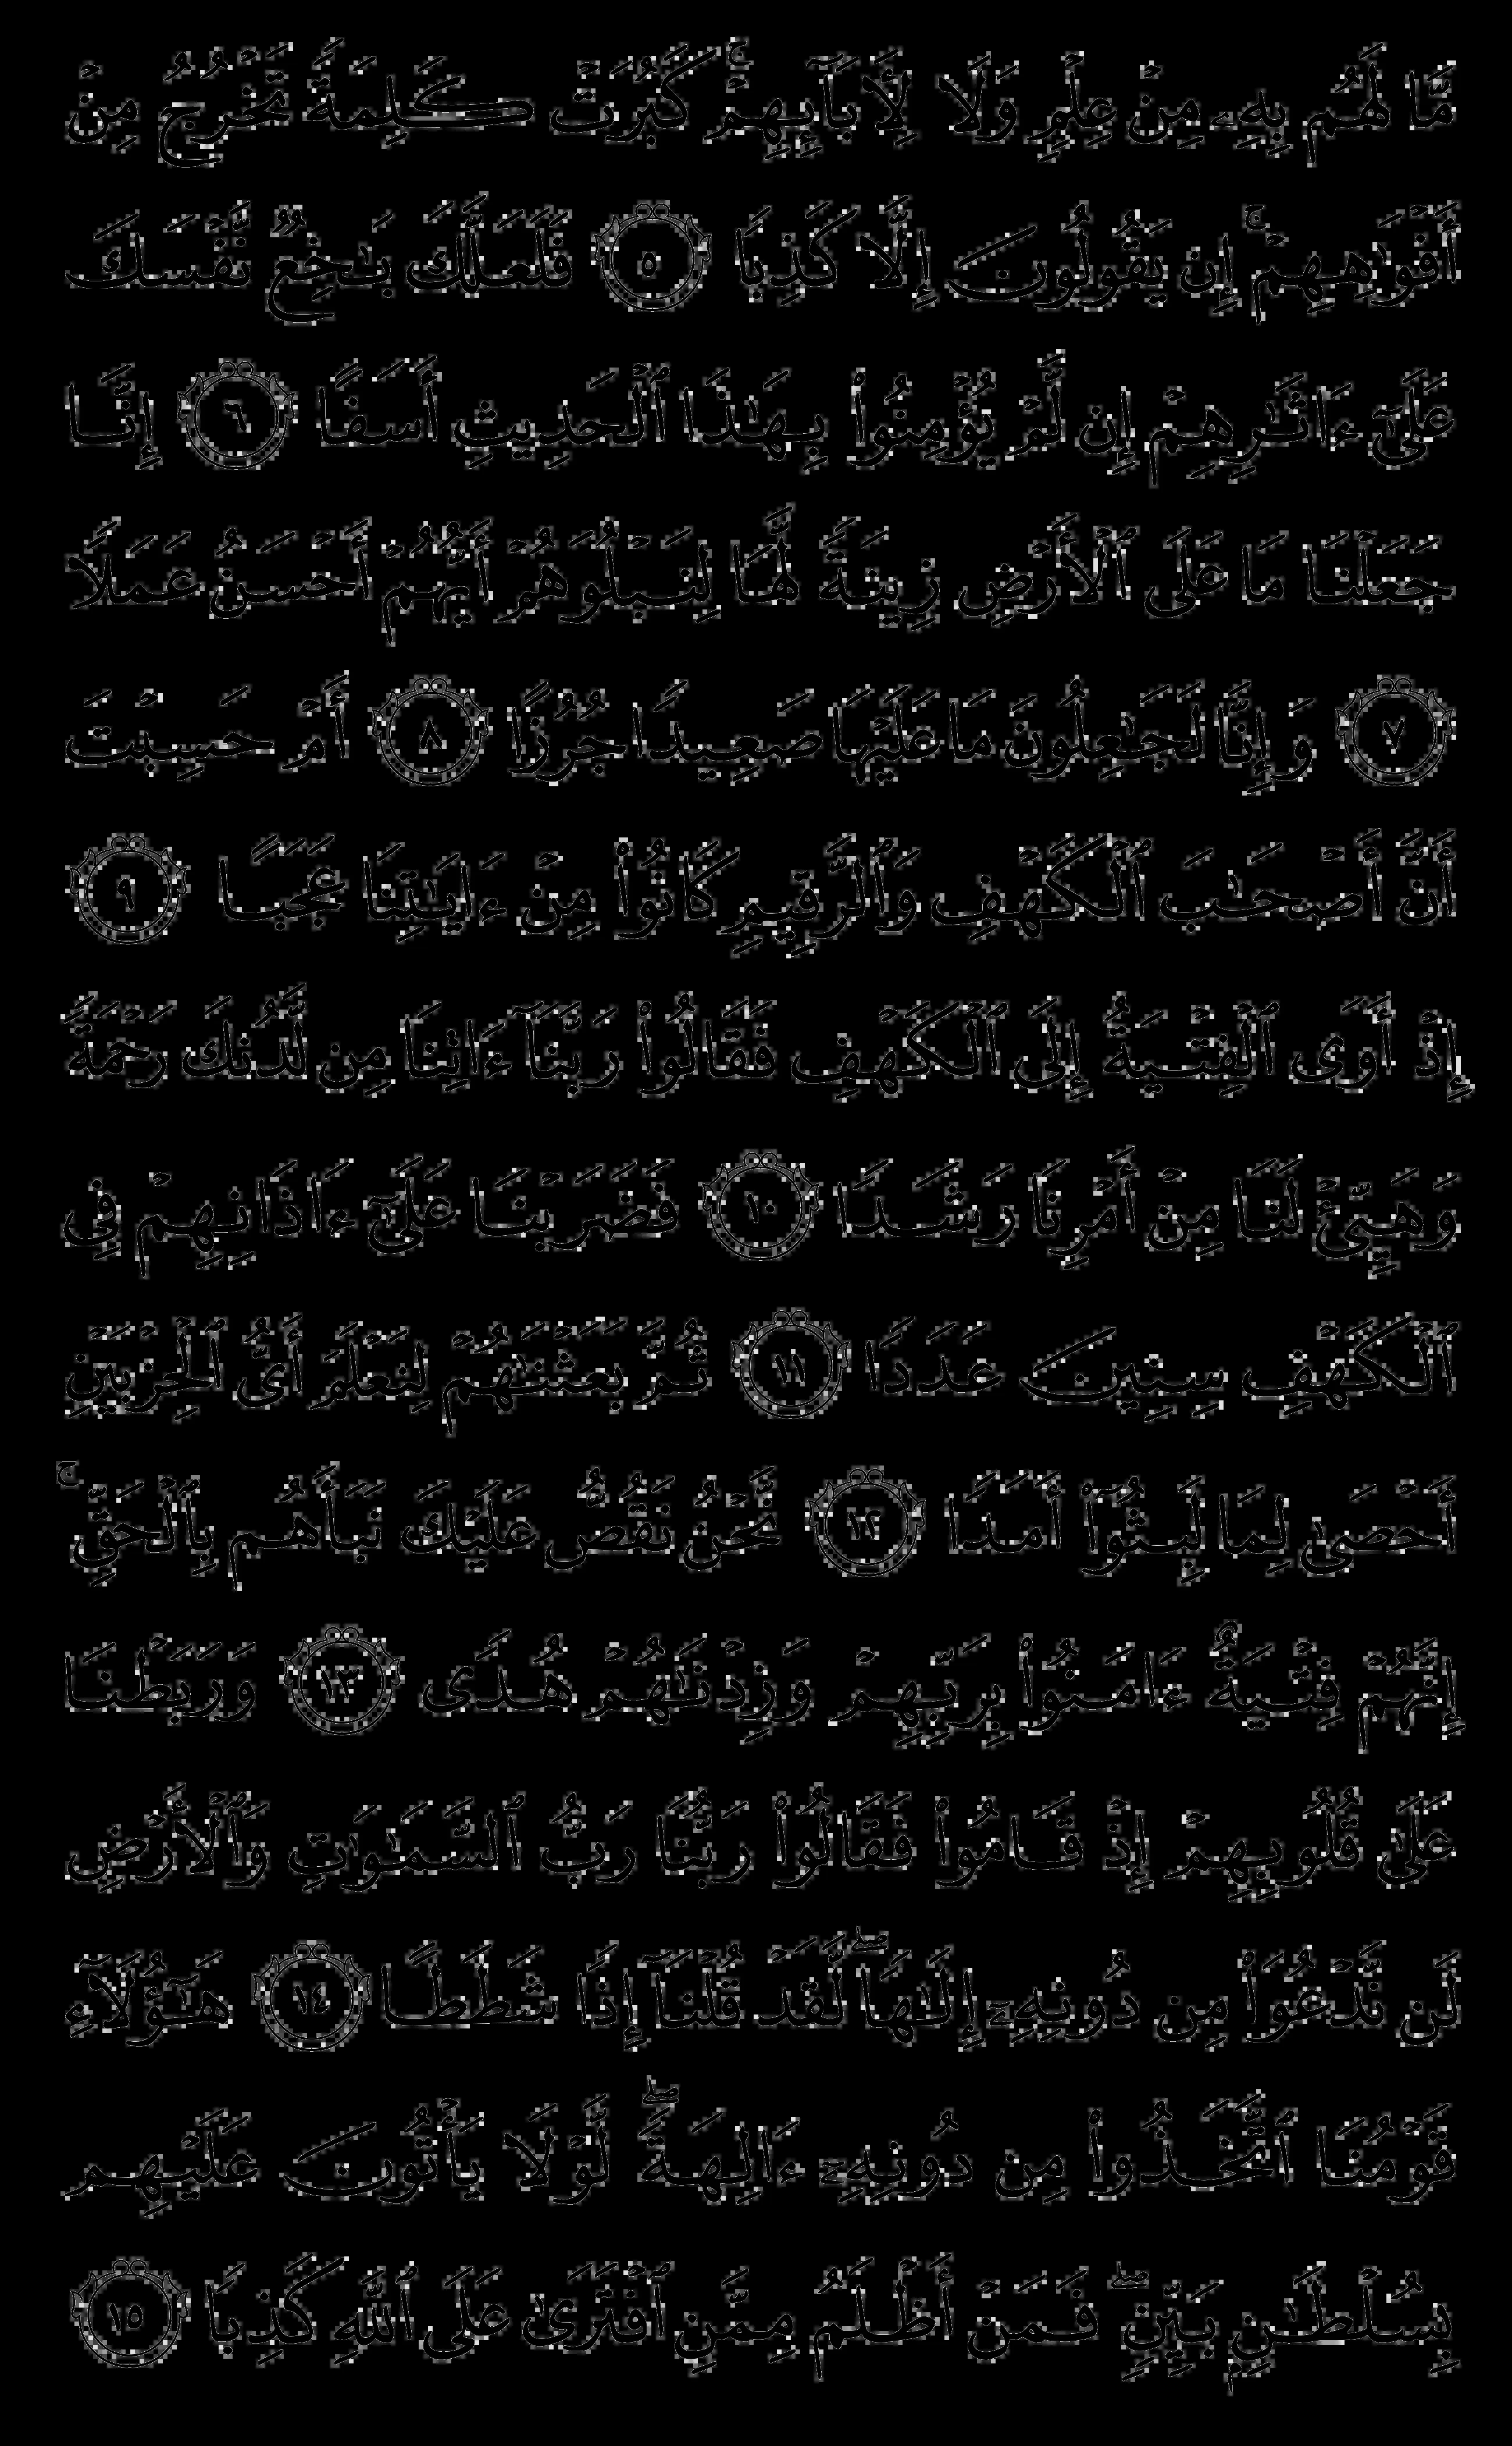 مَّا لَهُم بِهِۦ مِنْ عِلْمٍ وَلَا لِأَبَآئِهِمْ ۚ كَبُرَتْ كَلِمَةً تَخْرُجُ مِنْ
أَفْوَٰهِهِمْ ۚ إِن يَقُولُونَ إِلَّا كَذِبًا ٥ فَلَعَلَّكَ بَـٰخِعٌ نَّفْسَكَ
عَلَىٰٓ ءَاثَـٰرِهِمْ إِن لَّمْ يُؤْمِنُوا۟ بِهَـٰذَا ٱلْحَدِيثِ أَسَفًا ٦ إِنَّا
جَعَلْنَا مَا عَلَى ٱلْأَرْضِ زِينَةً لَّهَا لِنَبْلُوَهُمْ أَيُّهُمْ أَحْسَنُ عَمَلًا
٧ وَإِنَّا لَجَـٰعِلُونَ مَا عَلَيْهَا صَعِيدًا جُرُزًا ٨ أَمْ حَسِبْتَ
أَنَّ أَصْحَـٰبَ ٱلْكَهْفِ وَٱلرَّقِيمِ كَانُوا۟ مِنْ ءَايَـٰتِنَا عَجَبًا ٩
إِذْ أَوَى ٱلْفِتْيَةُ إِلَى ٱلْكَهْفِ فَقَالُوا۟ رَبَّنَآ ءَاتِنَا مِن لَّدُنكَ رَحْمَةً
وَهَيِّئْ لَنَا مِنْ أَمْرِنَا رَشَدًا ١٠ فَضَرَبْنَا عَلَىٰٓ ءَاذَانِهِمْ فِى
ٱلْكَهْفِ سِنِينَ عَدَدًا ١١ ثُمَّ بَعَثْنَـٰهُمْ لِنَعْلَمَ أَىُّ ٱلْحِزْبَيْنِ
أَحْصَىٰ لِمَا لَبِثُوٓا۟ أَمَدًا ١٢ نَّحْنُ نَقُصُّ عَلَيْكَ نَبَأَهُم بِٱلْحَقِّ ۚ
إِنَّهُمْ فِتْيَةٌ ءَامَنُوا۟ بِرَبِّهِمْ وَزِدْنَـٰهُمْ هُدًى ١٣ وَرَبَطْنَا
عَلَىٰ قُلُوبِهِمْ إِذْ قَامُوا۟ فَقَالُوا۟ رَبُّنَا رَبُّ ٱلسَّمَـٰوَٰتِ وَٱلْأَرْضِ
لَن نَّدْعُوَا۟ مِن دُونِهِۦٓ إِلَـٰهًا ۖ لَّقَدْ قُلْنَآ إِذًا شَطَطًا ١٤ هَـٰٓؤُلَآءِ
قَوْمُنَا ٱتَّخَذُوا۟ مِن دُونِهِۦٓ ءَالِهَةً ۖ لَّوْلَا يَأْتُونَ عَلَيْهِم
بِسُلْطَـٰنٍۭ بَيِّنٍ ۖ فَمَنْ أَظْلَمُ مِمَّنِ ٱفْتَرَىٰ عَلَى ٱللَّهِ كَذِبًا ١٥